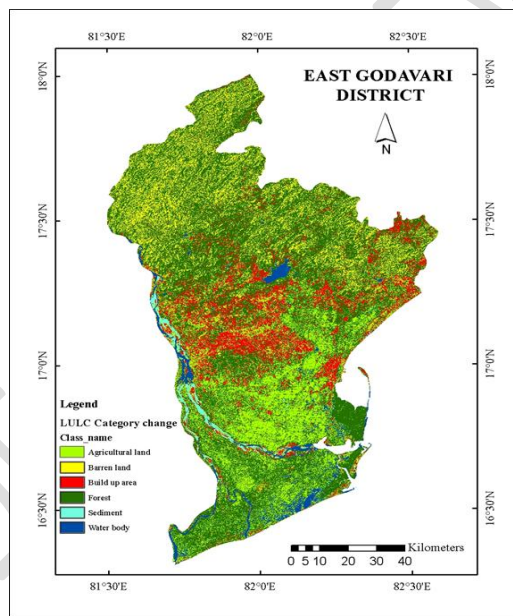 81°30'E 82°0'E 82°30'E
18°0'N 18°0'N
EAST GODAVARI
DISTRICT
N
17°30'N 17°30'N
17°0'N 17°0'N
Legend
LULC Category change
Class_name
Agricultural land
Barren land
Build up area
Forest
Sediment
Water body
16°30'N 16°30'N
Kilometers
0 5 10 20 30 40
81°30'E 82°0'E 82°30'E